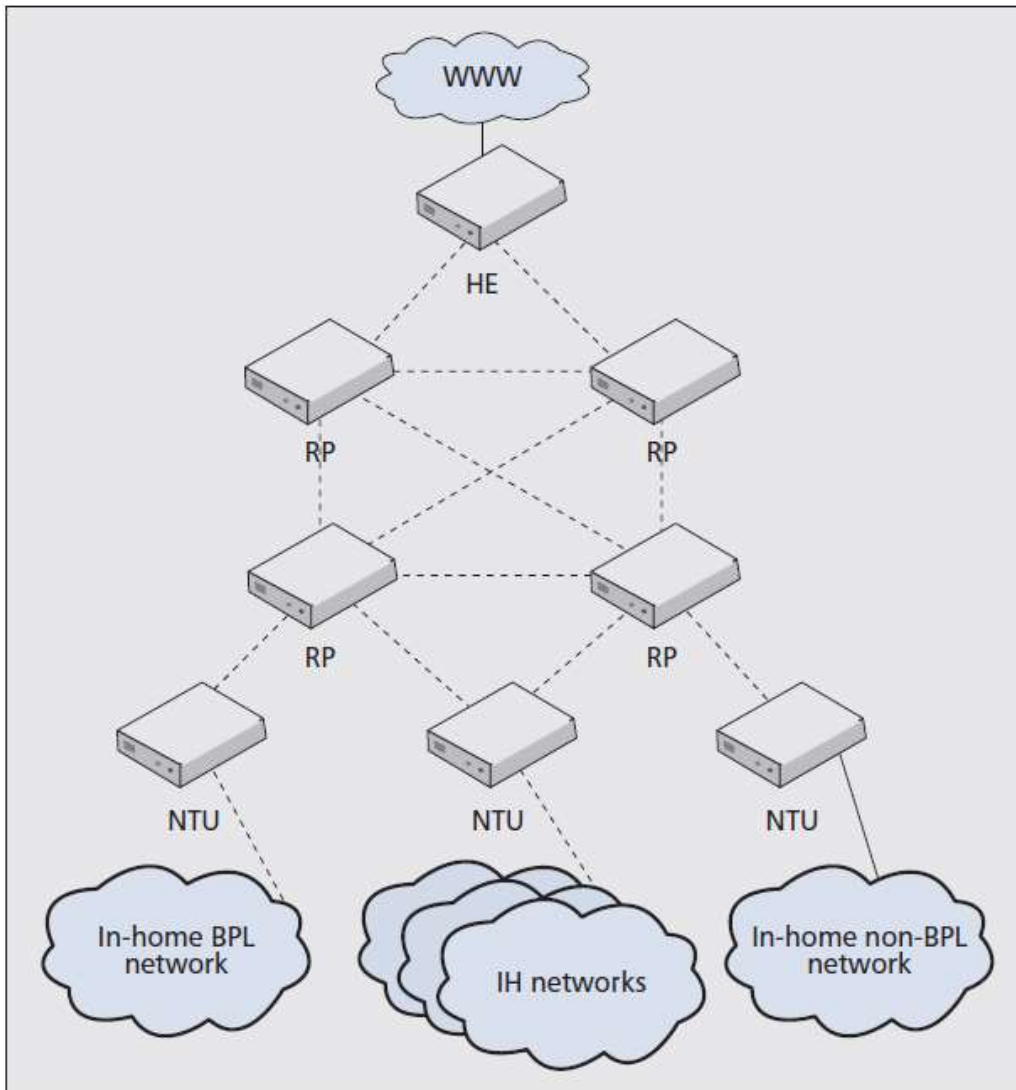 WWW
HE
RP
RP
RP
RP
NTU
NTU
NTU
In-home BPL
network
IH networks
In-home non-BPL
network